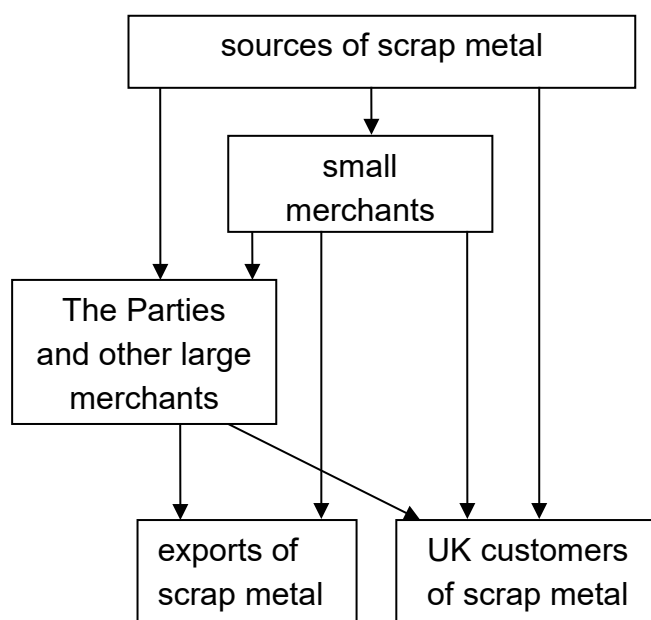 sources of scrap metal
small
merchants
The Parties
and other large
merchants
exports of
scrap metal
UK customers
of scrap metal